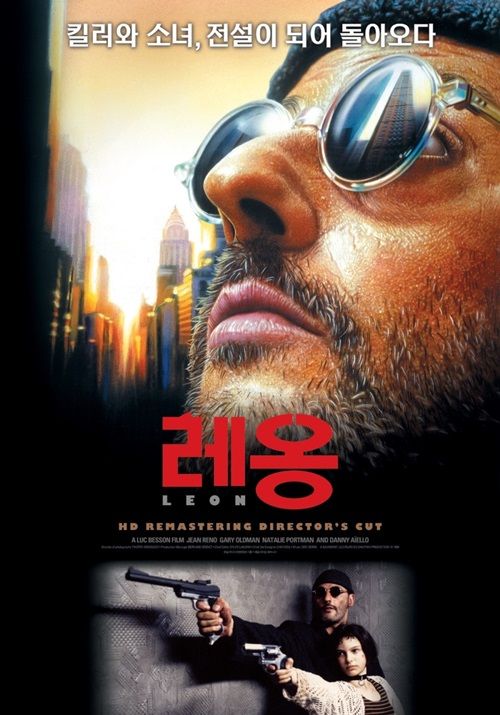 킬러와 소녀, 전설이 되어 돌아오다
레옹
LEON
HD REMASTERING DIRECTOR'S CUT
A LUC BESSON FILM JEAN RENO GARY OLDMAN NATALIE PORTMAN AND DANNY AIELLO